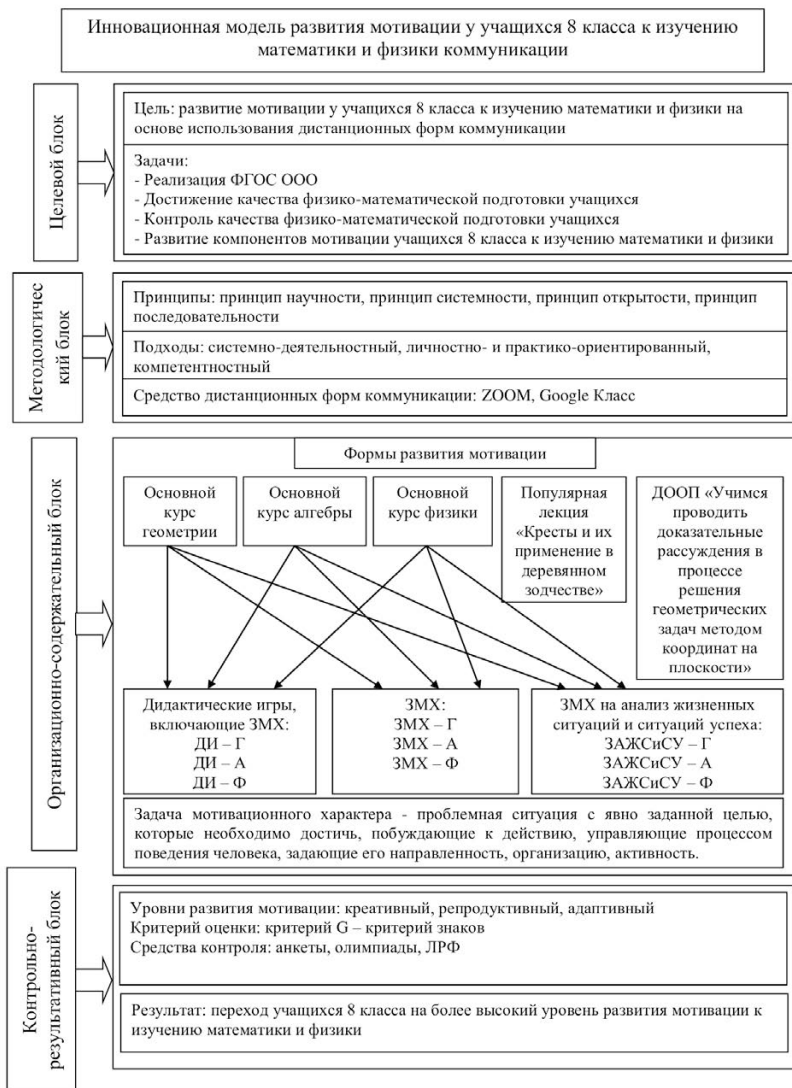 Инновационная модель развития мотивации у учащихся 8 класса к изучению
математики и физики коммуникации
Целевой блок
Цель: развитие мотивации у учащихся 8 класса к изучению математики и физики на
основе использования дистанционных форм коммуникации
Задачи:
- Реализация ФГОС ООО
- Достижение качества физико-математической подготовки учащихся
- Контроль качества физико-математической подготовки учащихся
- Развитие компонентов мотивации учащихся 8 класса к изучению математики и физики
Методологичес
кий блок
Принципы: принцип научности, принцип системности, принцип открытости, принцип
последовательности
Подходы: системно-деятельностный, личностно- и практико-ориентированный,
компетентностный
Средство дистанционных форм коммуникации: ZOOM, Google Класс
Организационно-содержательный блок
Формы развития мотивации
Основной
курс
геометрии
Основной
курс алгебры
Основной
курс физики
Популярная
лекция
«Кресты и их
применение в
деревянном
зодчестве»
ДООП «Учимся
проводить
доказательные
рассуждения в
процессе
решения
геометрических
задач методом
координат на
плоскости»
Дидактические игры,
включающие ЗМХ:
ДИ – Г
ДИ – А
ДИ – Ф
ЗМХ:
ЗМХ – Г
ЗМХ – А
ЗМХ – Ф
ЗМХ на анализ жизненных
ситуаций и ситуаций успеха:
ЗАЖСиСУ – Г
ЗАЖСиСУ – А
ЗАЖСиСУ – Ф
Задача мотивационного характера - проблемная ситуация с явно заданной целью,
которые необходимо достичь, побуждающие к действию, управляющие процессом
поведения человека, задающие его направленность, организацию, активность.
Контрольно-
результативный блок
Уровни развития мотивации: креативный, репродуктивный, адаптивный
Критерий оценки: критерий G – критерий знаков
Средства контроля: анкеты, олимпиады, ЛРФ
Результат: переход учащихся 8 класса на более высокий уровень развития мотивации к
изучению математики и физики